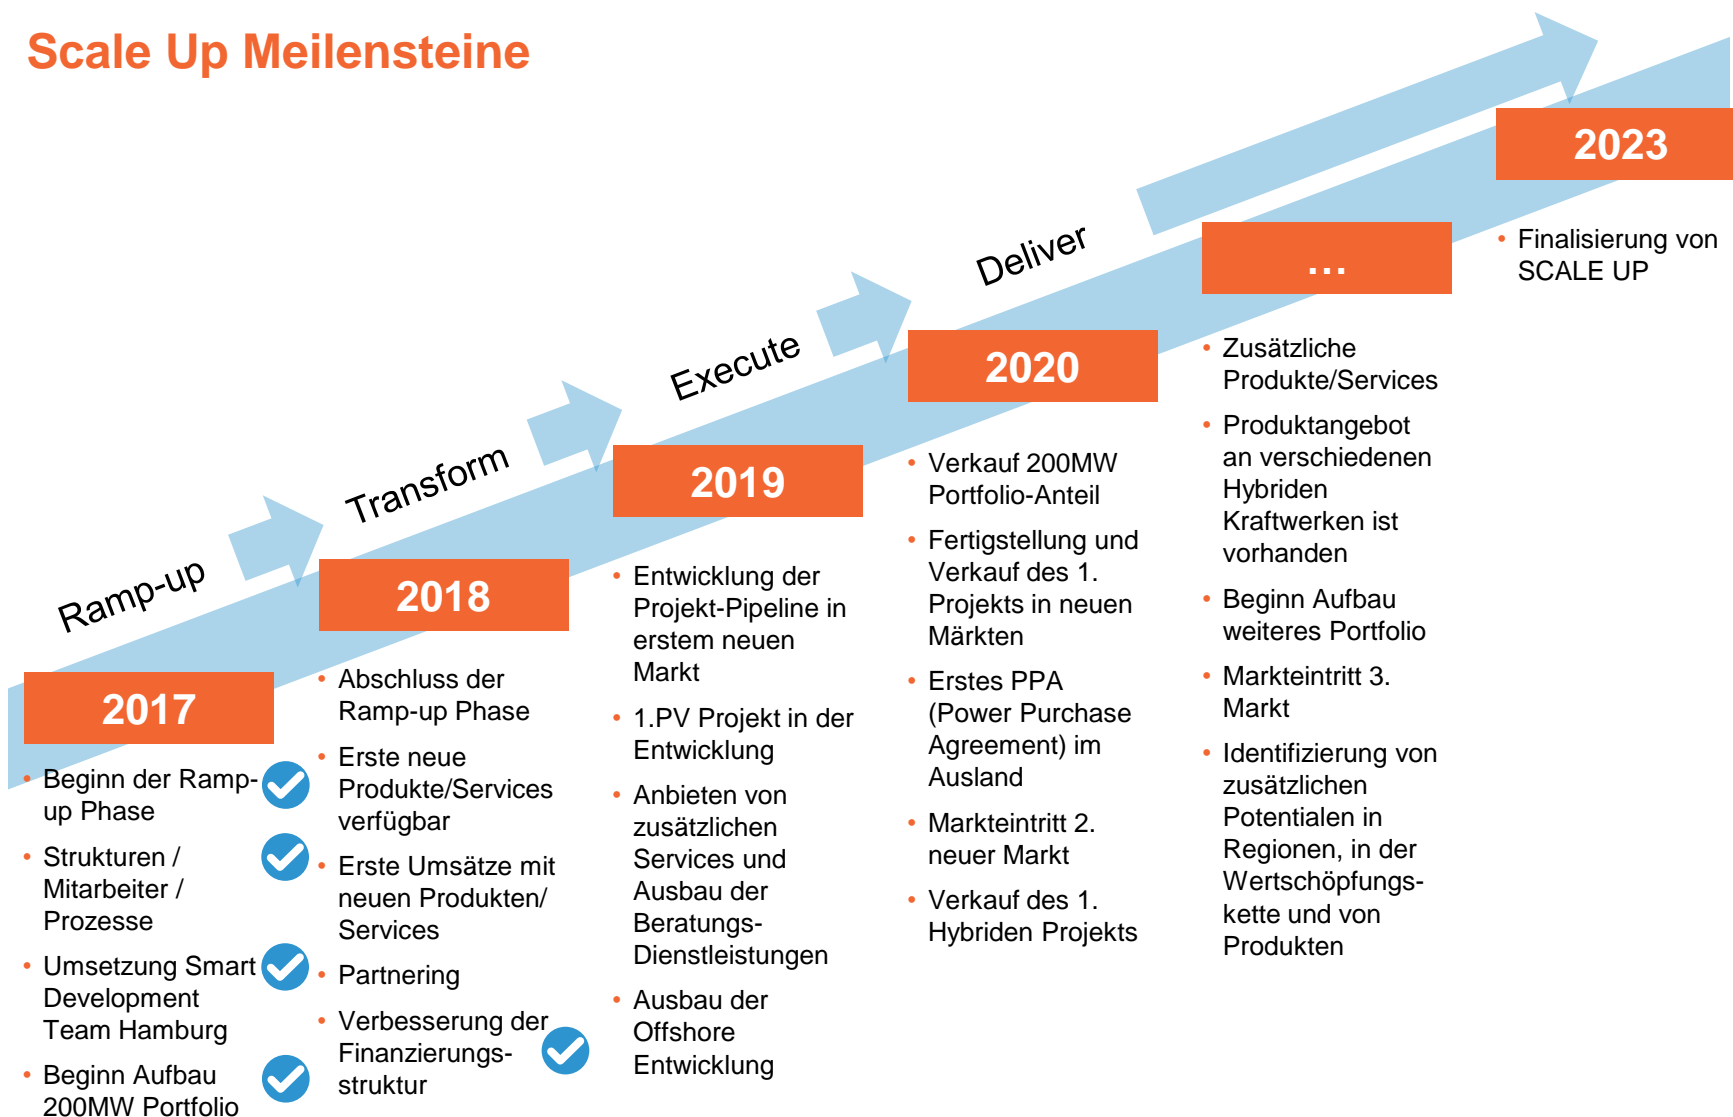 Scale Up Meilensteine
Ramp-up
Transform
Execute
Deliver
2017
• Beginn der Ramp-
up Phase
• Strukturen /
Mitarbeiter /
Prozesse
• Umsetzung Smart
Development
Team Hamburg
• Beginn Aufbau
200MW Portfolio
2018
• Abschluss der
Ramp-up Phase
• Erste neue
Produkte/Services
verfügbar
• Erste Umsätze mit
neuen Produkten/
Services
• Partnering
• Verbesserung der
Finanzierungs-
struktur
2019
• Entwicklung der
Projekt-Pipeline in
erstem neuen
Markt
• 1.PV Projekt in der
Entwicklung
• Anbieten von
zusätzlichen
Services und
Ausbau der
Beratungs-
Dienstleistungen
• Ausbau der
Offshore
Entwicklung
2020
• Verkauf 200MW
Portfolio-Anteil
• Fertigstellung und
Verkauf des 1.
Projekts in neuen
Märkten
• Erstes PPA
(Power Purchase
Agreement) im
Ausland
• Markteintritt 2.
neuer Markt
• Verkauf des 1.
Hybriden Projekts
...
• Zusätzliche
Produkte/Services
• Produktangebot
an verschiedenen
Hybriden
Kraftwerken ist
vorhanden
• Beginn Aufbau
weiteres Portfolio
• Markteintritt 3.
Markt
• Identifizierung von
zusätzlichen
Potentialen in
Regionen, in der
Wertschöpfungs-
kette und von
Produkten
2023
• Finalisierung von
SCALE UP